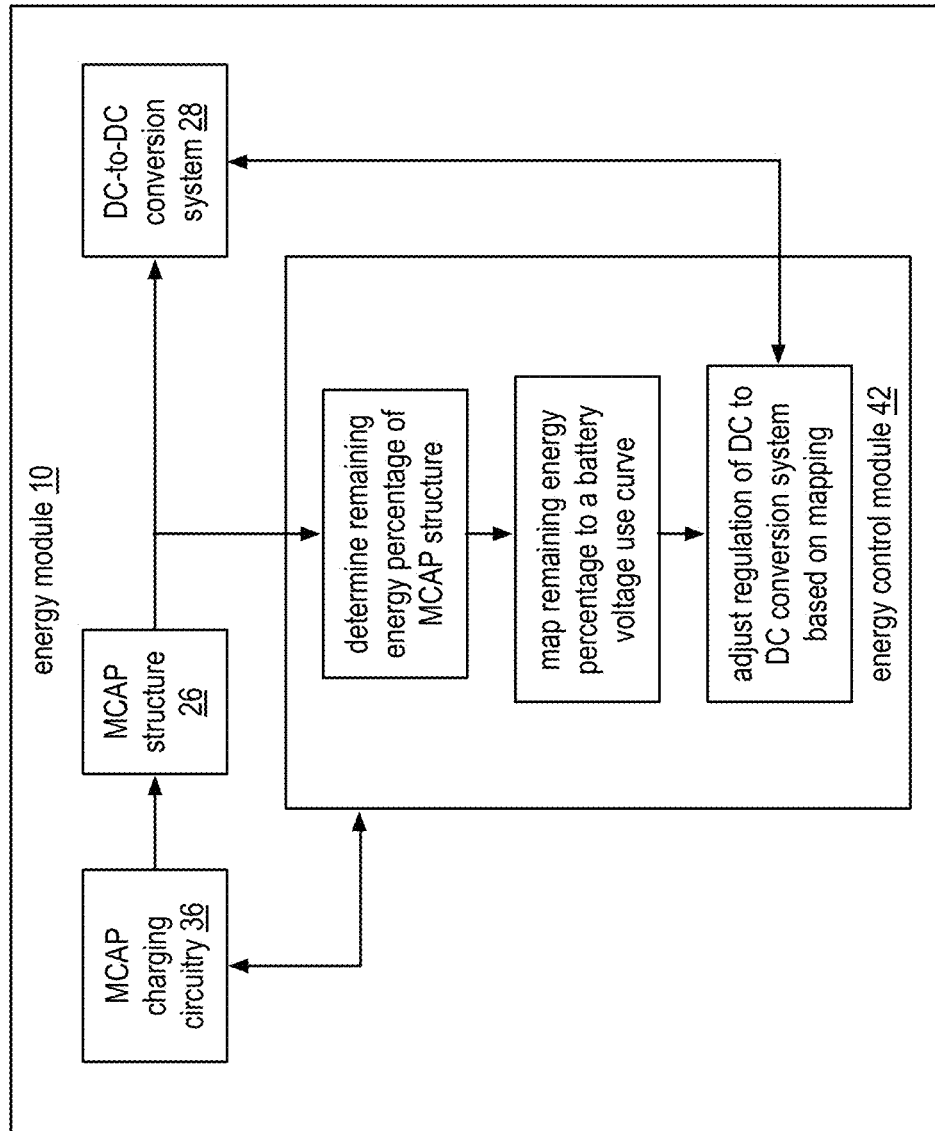 energy module 10
MCAP
charging
circuitry 36
MCAP
structure
26
DC-to-DC
conversion
system 28
determine remaining
energy percentage of
MCAP structure
map remaining energy
percentage to a battery
voltage use curve
adjust regulation of DC to
DC conversion system
based on mapping
energy control module 42